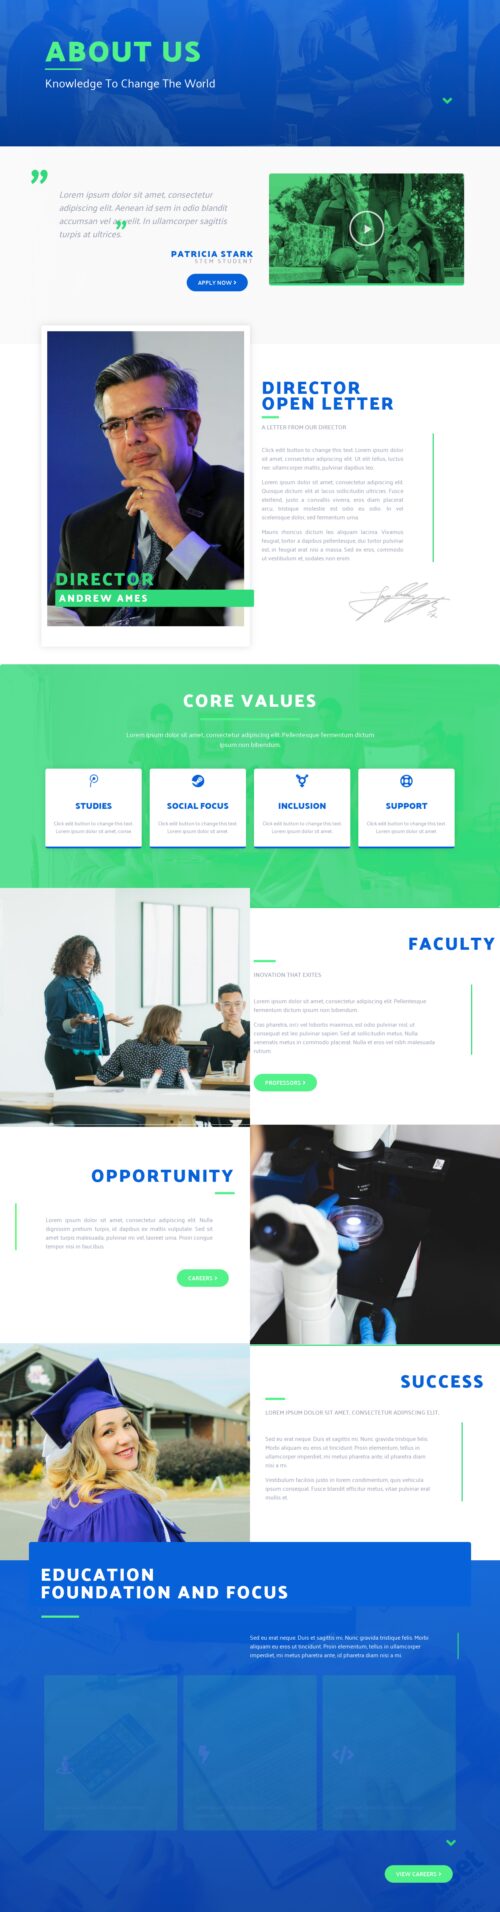 ABOUT US
Knowledge To Change The World
Lorem ipsum dolor sit amet, consectetur
adipiscing elit. Aenean id sem in odio blandit
accumsan vel at velit. In ullamcorper sagittis
turpis at ultrices.
PATRICIA STARK
STEM STUDENT
APPLY NOW
DIRECTOR
OPEN LETTER
A LETTER FROM OUR DIRECTOR
Click edit button to change this text. Lorem ipsum dolor
sit amet, consectetur adipiscing elit. Ut elit tellus, luctus
nec ullamcorper mattis, pulvinar dapibus leo.
Lorem ipsum dolor sit amet, consectetur adipiscing elit.
Quisque dictum elit at lacus sollicitudin ultricies. Fusce
eleifend, justo a convallis viverra, eros diam placerat
arcu, tristique molestie est odio eu odio. In vel
scelerisque dolor, sed fermentum urna.
Mauris rhoncus dictum leo aliquam lacinia. Vivamus
feugiat, tortor a dapibus pellentesque, dui tortor pulvinar
est, in feugiat erat nisi a massa. Sed ex eros, commodo
ut vestibulum et, sodales non enim.
DIRECTOR
ANDREW AMES
CORE VALUES
Lorem ipsum dolor sit amet, consectetur adipiscing elit. Pellentesque fermentum dictum
ipsum non bibendum.
STUDIES
Click edit button to change this text.
Lorem ipsum dolor sit amet conse
SOCIAL FOCUS
Click edit button to change this text.
Lorem ipsum dolor sit amet
INCLUSION
Click edit button to change this text.
Lorem ipsum dolor sit amet
SUPPORT
Click edit button to change this text.
Lorem ipsum dolor sit amet
FACULTY
INOVATION THAT EXITES
Lorem ipsum dolor sit amet, consectetur adipiscing elit. Pellentesque
fermentum dictum ipsum non bibendum.
Cras pharetra, orci vel lobortis maximus, est odio pulvinar nisl, ut
consequat est leo pulvinar sapien. Sed at sollicitudin metus. Nulla
venenatis metus in commodo placerat. Nulla et eros vel nibh malesuada
rutrum.
PROFESSORS
OPPORTUNITY
Lorem ipsum dolor sit amet, consectetur adipiscing elit. Nulla
dignissim pretium turpis, id dapibus ex mattis vulputate. Sed sit
amet turpis malesuada, pulvinar mi vel, laoreet urna. Proin congue
tempor nisi in faucibus.
CAREERS
SUCCESS
LOREM IPSUM DOLOR SIT AMET, CONSECTETUR ADIPISCING ELIT.
Sed eu erat neque. Duis et sagittis mi. Nunc gravida tristique felis.
Morbi aliquam eu eros ut tincidunt. Proin elementum, tellus in
ullamcorper imperdiet, mi metus pharetra ante, id pharetra diam
nisi a mi.
Vestibulum facilisis justo in lorem condimentum, quis vehicula
ipsum consequat. Fusce blandit efficitur metus, vitae pulvinar erat
mollis et.
EDUCATION
FOUNDATION AND FOCUS
Sed eu erat neque. Duis et sagittis mi. Nunc gravida tristique felis. Morbi
aliquam eu eros ut tincidunt. Proin elementum, tellus in ullamcorper
imperdiet, mi metus pharetra ante, id pharetra diam nisi a mi.
VIEW CAREERS